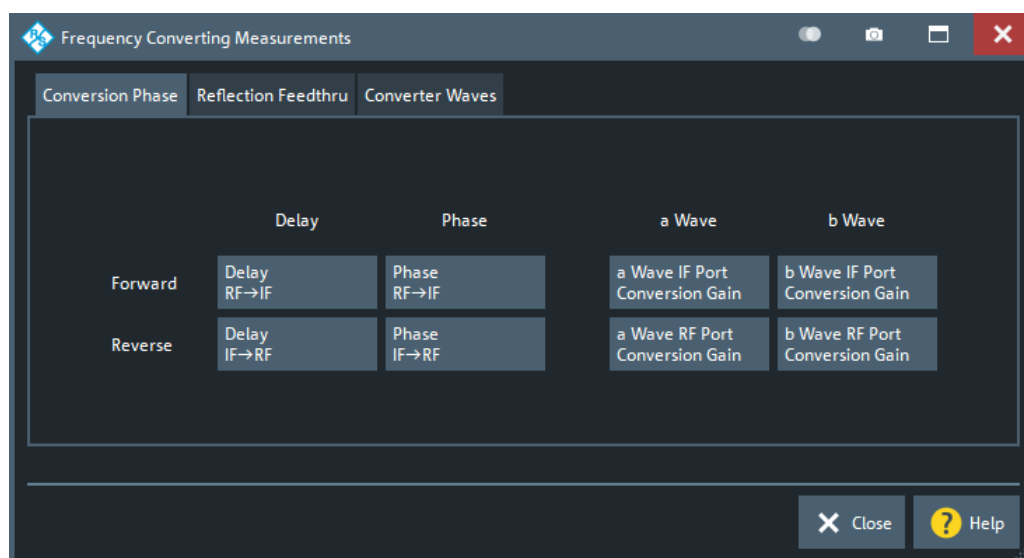 R&S Frequency Converting Measurements
Conversion Phase Reflection Feedthru Converter Waves
Delay Phase a Wave b Wave
Forward
Delay
RF→IF
Phase
RF→IF
a Wave IF Port
Conversion Gain
b Wave IF Port
Conversion Gain
Reverse
Delay
IF→RF
Phase
IF→RF
a Wave RF Port
Conversion Gain
b Wave RF Port
Conversion Gain
Close ? Help